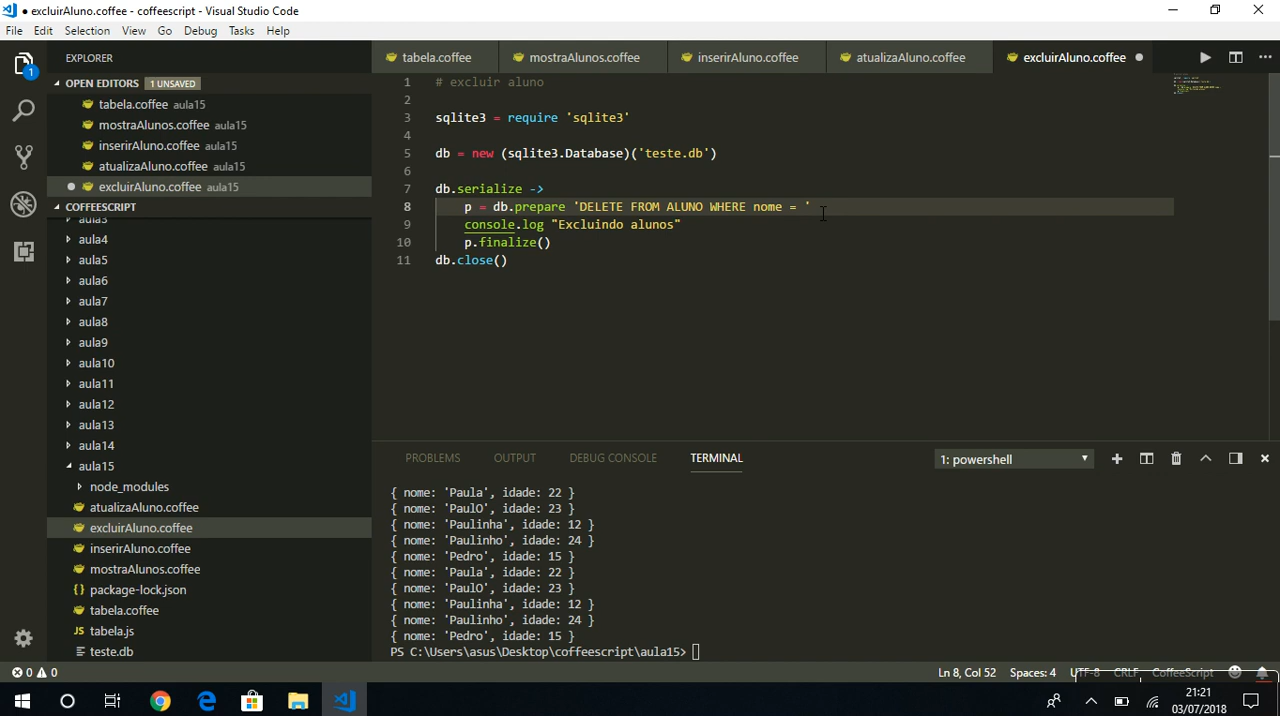 excluirAluno.coffee - coffeescript - Visual Studio Code
File Edit Selection View Go Debug Tasks Help
EXPLORER
OPEN EDITORS 1 UNSAVED
tabela.coffee aula15
mostraAlunos.coffee aula15
inserirAluno.coffee aula15
atualizaAluno.coffee aula15
excluirAluno.coffee aula15
COFFEESCRIPT
aula3
aula4
aula5
aula6
aula7
aula8
aula9
aula10
aula11
aula12
aula13
aula14
aula15
node_modules
atualizaAluno.coffee
excluirAluno.coffee
inserirAluno.coffee
mostraAlunos.coffee
{} package-lock.json
tabela.coffee
JS tabela.js
teste.db
1
tabela.coffee mostraAlunos.coffee inserirAluno.coffee atualizaAluno.coffee excluirAluno.coffee
1 # excluir aluno
2
3 sqlite3 = require 'sqlite3'
4
5 db = new (sqlite3.Database)('teste.db')
6
7 db.serialize ->
8 p = db.prepare 'DELETE FROM ALUNO WHERE nome = '
9 console.log "Excluindo alunos"
10 p.finalize()
11 db.close()
PROBLEMS OUTPUT DEBUG CONSOLE TERMINAL 1: powershell
{ nome: 'Paula', idade: 22 }
{ nome: 'PaulO', idade: 23 }
{ nome: 'Paulinha', idade: 12 }
{ nome: 'Paulinho', idade: 24 }
{ nome: 'Pedro', idade: 15 }
{ nome: 'Paula', idade: 22 }
{ nome: 'PaulO', idade: 23 }
{ nome: 'Paulinha', idade: 12 }
{ nome: 'Paulinho', idade: 24 }
{ nome: 'Pedro', idade: 15 }
PS C:\Users\asus\Desktop\coffeescript\aula15>
0 0 Ln 8, Col 52 Spaces: 4 UTF-8 CRLF CoffeeScript
21:21
03/07/2018